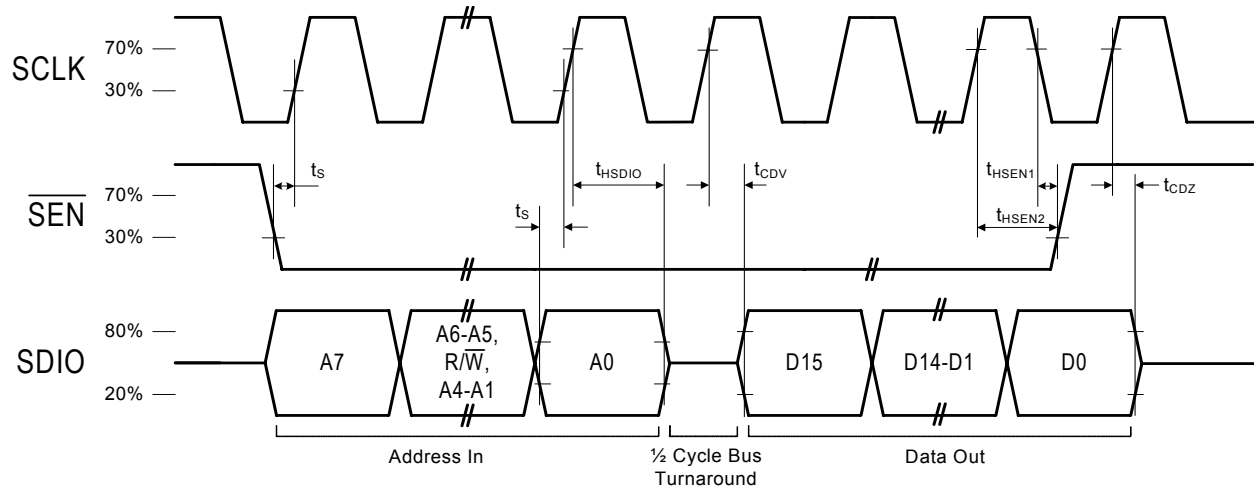 SCLK
70%
30%
SEN
70%
30%
tS
tS
tHSDIO
tCDV
tHSEN1
tHSEN2
tCDZ
SDIO
80%
20%
A7
A6-A5,
R/W,
A4-A1
A0
D15
D14-D1
D0
Address In
½ Cycle Bus
Turnaround
Data Out